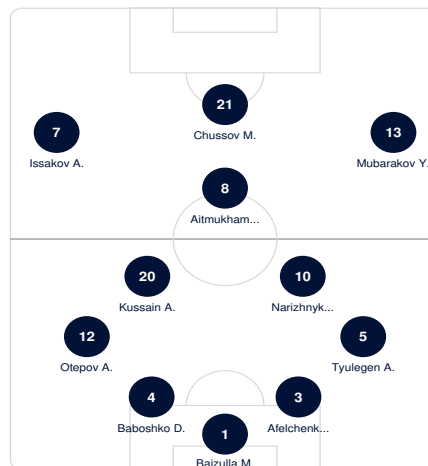 21
Chussov M.
7
Issakov A.
13
Mubarakov Y.
8
Aitmukham...
20
Kussain A.
10
Narizhnyk...
12
Otepov A.
5
Tyulegen A.
4
Baboshko D.
3
Afelchenk...
1
Baizulla M.